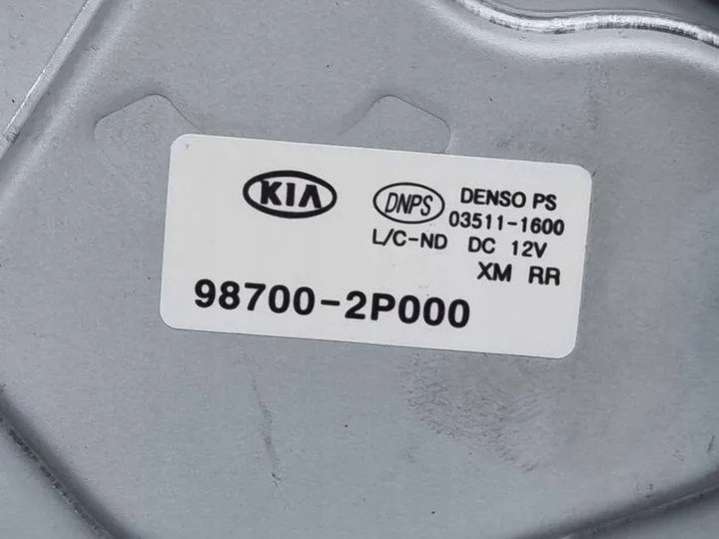 KIA
DNPS
DENSO PS
03511-1600
L/C-ND DC 12V
XM RR
98700-2P000